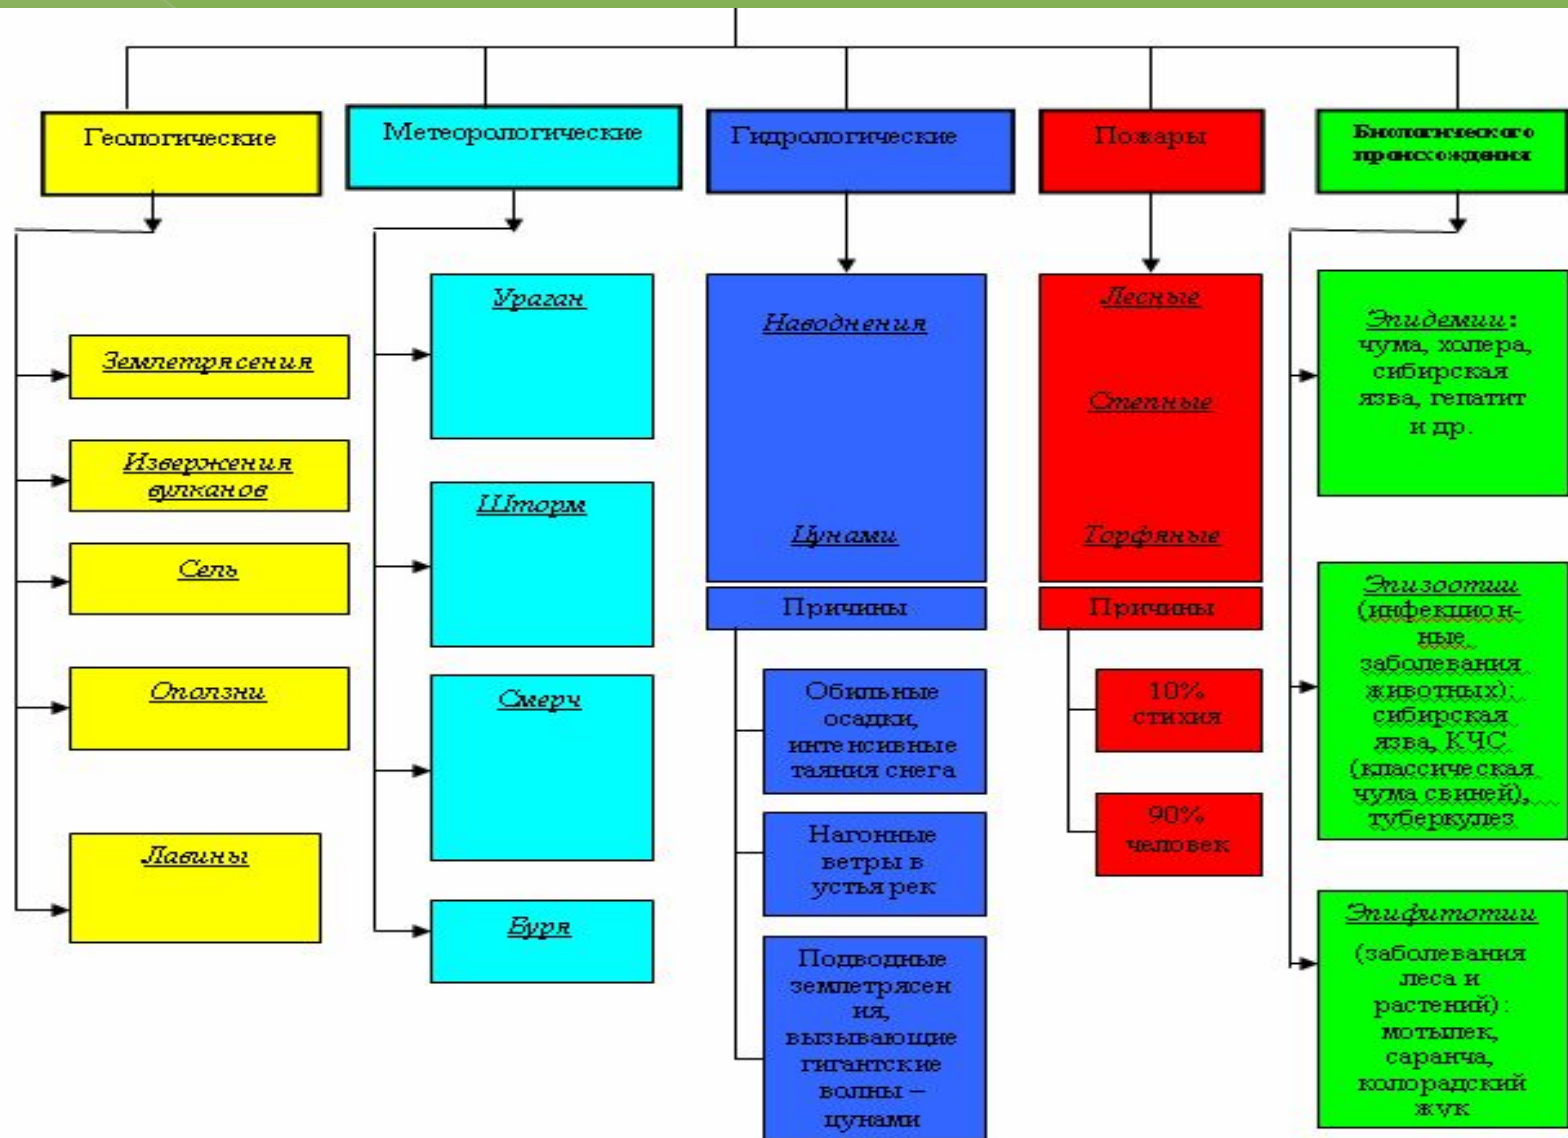 Геологические
Метеорологические
Гидрологические
Пожары
Биологического
происхождения
Землетрясения
Извержения
вулканов
Сель
Оползни
Лавины
Ураган
Шторм
Смерч
Буря
Наводнения
Цунами
Причины
Обильные
осадки,
интенсивные
таяния снега
Нагонные
ветры в
устья рек
Подводные
землетрясен
ия,
вызывающие
гигантские
волны –
цунами
Лесные
Степные
Торфяные
Причины
10%
стихия
90%
человек
Эпидемии:
чума, холера,
сибирская
язва, гепатит
и др.
Эпизоотии
(инфекцион-
ные
заболевания
животных):
сибирская
язва, КЧС
(классическая
чума свиней),
туберкулез
Эпифитотии
(заболевания
леса и
растений):
мотылек,
саранча,
колорадский
жук